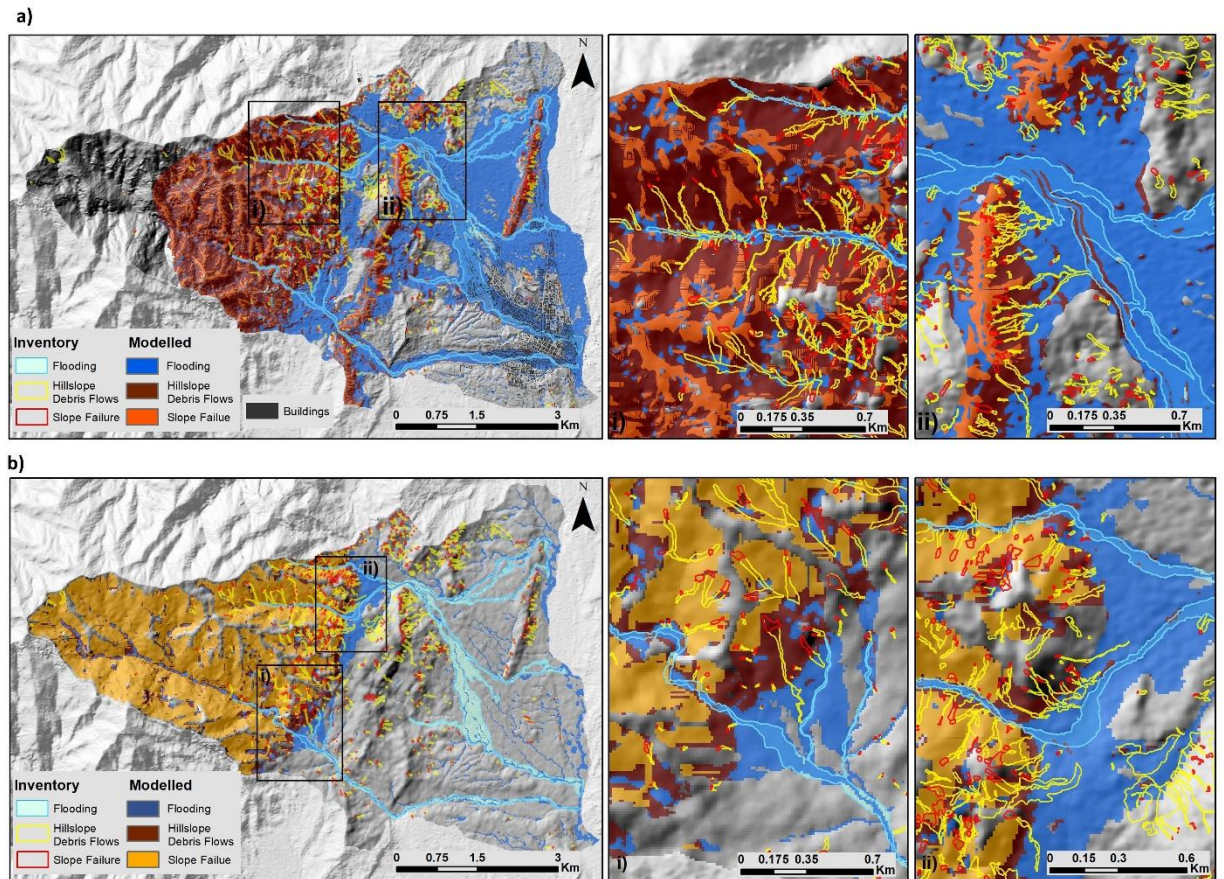 a)
N
i)
ii)
Inventory Modelled
Flooding Flooding
Hillslope Debris Flows Hillslope Debris Flows
Slope Failure Slope Failue
Buildings
0 0.75 1.5 3
Km
i)
0 0.175 0.35 0.7
Km
ii)
0 0.175 0.35 0.7
Km
b)
N
ii)
i)
Inventory Modelled
Flooding Flooding
Hillslope Debris Flows Hillslope Debris Flows
Slope Failure Slope Failue
0 0.75 1.5 3
Km
i)
0 0.175 0.35 0.7
Km
ii)
0 0.15 0.3 0.6
Km